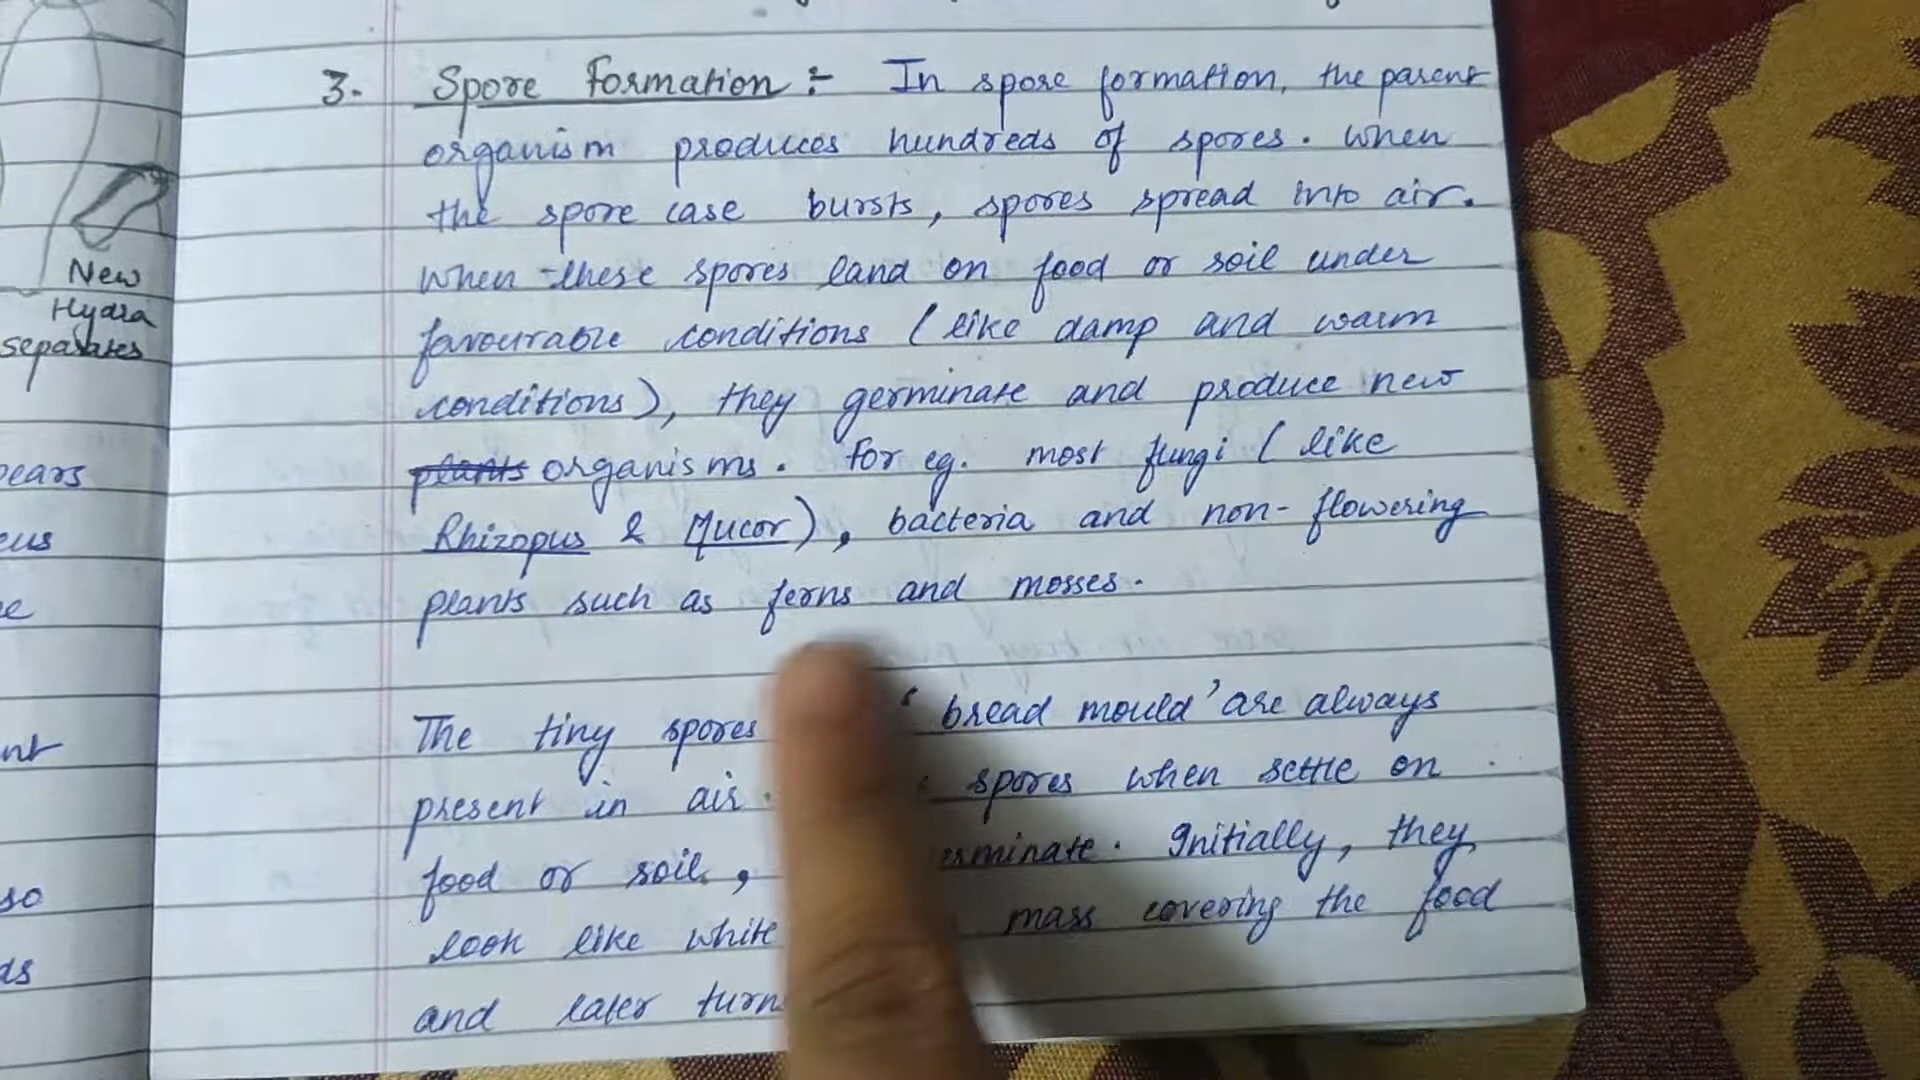 New
Hydra
separates
3. Spore Formation :- In spore formation, the parent
organism produces hundreds of spores. When
the spore case bursts, spores spread into air.
When these spores land on food or soil under
favourable conditions (like damp and warm
conditions), they germinate and produce new
plants organisms. For eg. most fungi (like
Rhizopus & Mucor), bacteria and non-flowering
plants such as ferns and mosses.
The tiny spores 'bread mould' are always
present in air. spores when settle on
food or soil, Initially, they
look like white mass covering the food
and later turn